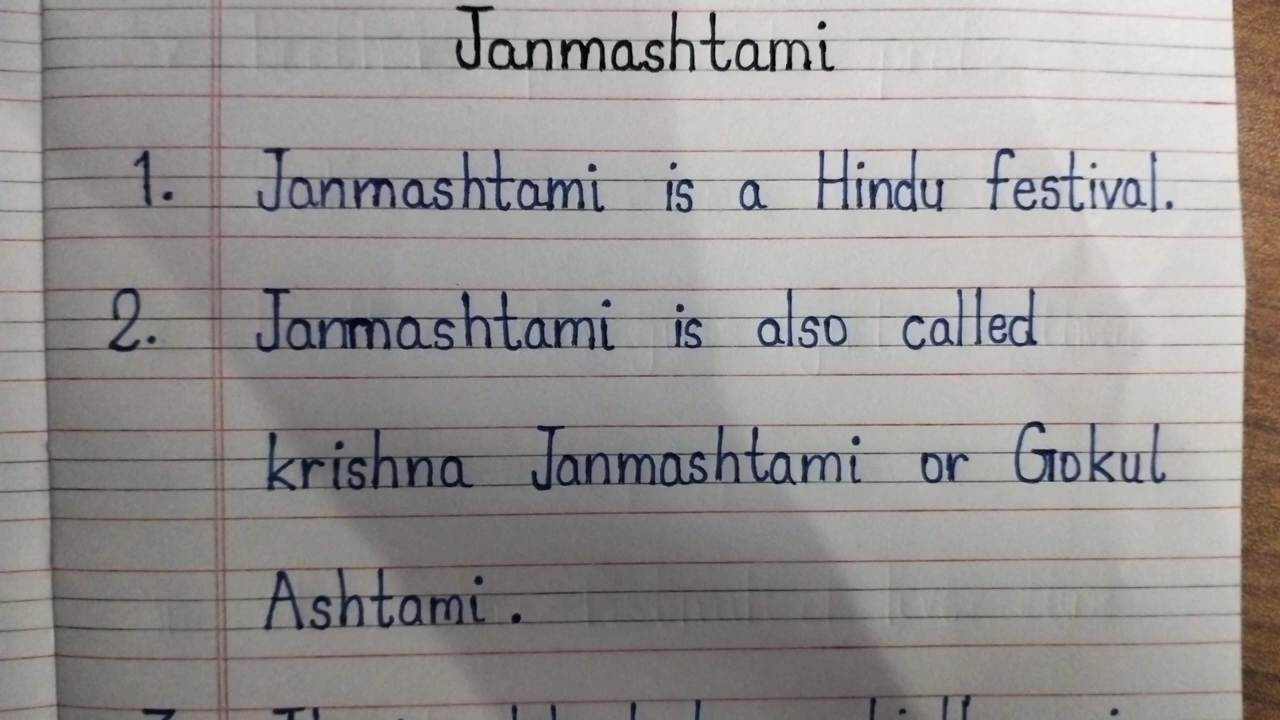 Janmashtami
1. Janmashtami is a Hindu festival.
2. Janmashtami is also called
krishna Janmashtami or Gokul
Ashtami.